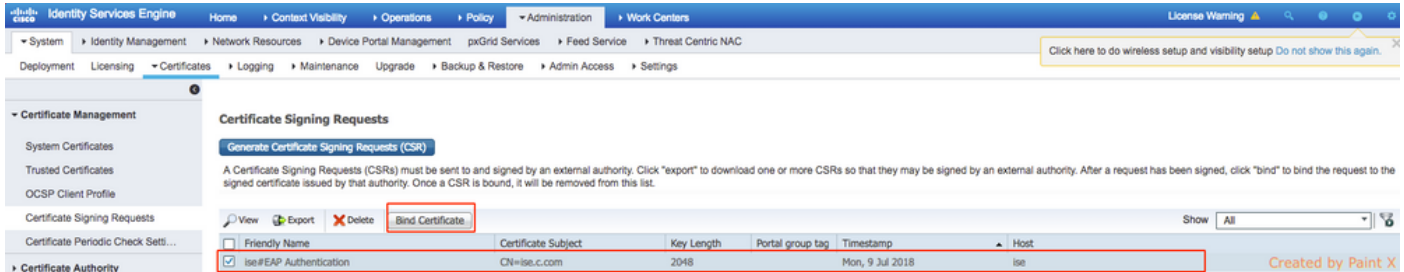 cisco Identity Services Engine Home Context Visibility Operations Policy Administration Work Centers License Warning
System Identity Management Network Resources Device Portal Management pxGrid Services Feed Service Threat Centric NAC
Click here to do wireless setup and visibility setup Do not show this again.
Deployment Licensing Certificates Logging Maintenance Upgrade Backup & Restore Admin Access Settings
Certificate Management
System Certificates
Trusted Certificates
OCSP Client Profile
Certificate Signing Requests
Certificate Periodic Check Setti...
Certificate Authority
Certificate Signing Requests
Generate Certificate Signing Requests (CSR)
A Certificate Signing Requests (CSRs) must be sent to and signed by an external authority. Click "export" to download one or more CSRs so that they may be signed by an external authority. After a request has been signed, click "bind" to bind the request to the
signed certificate issued by that authority. Once a CSR is bound, it will be removed from this list.
View Export Delete Bind Certificate Show All
Friendly Name Certificate Subject Key Length Portal group tag Timestamp Host
ise#EAP Authentication CN=ise.c.com 2048 Mon, 9 Jul 2018 ise
Created by Paint X